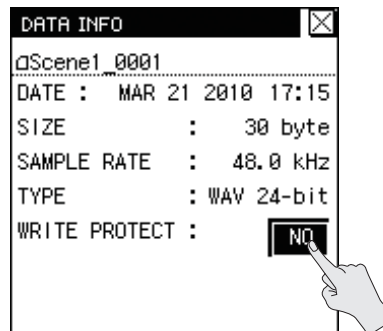 DATA INFO
aScene1_0001
DATE : MAR 21 2010 17:15
SIZE : 30 byte
SAMPLE RATE : 48.0 kHz
TYPE : WAV 24-bit
WRITE PROTECT : NO